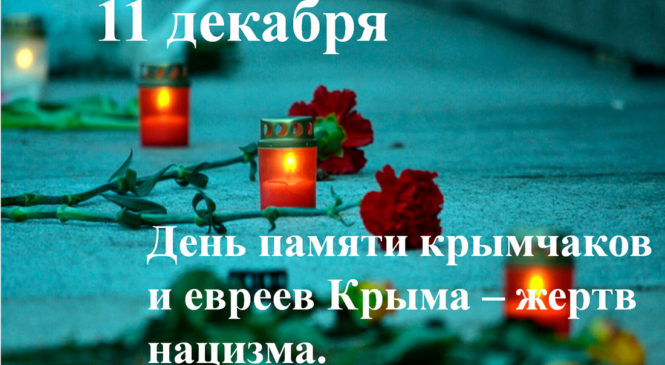 11 декабря
День памяти крымчаков
и евреев Крыма – жертв
нацизма.